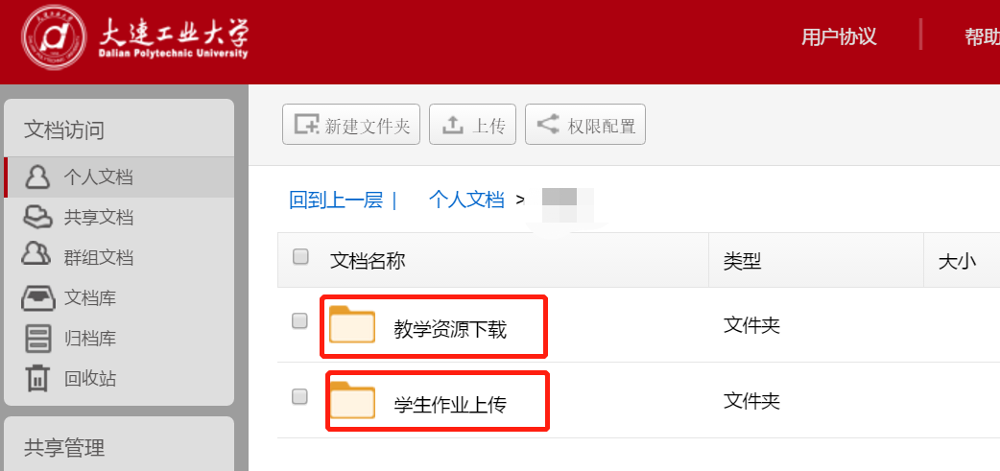 大连工业大学
Dalian Polytechnic University
用户协议 | 帮助
文档访问
个人文档
共享文档
群组文档
文档库
归档库
回收站
共享管理
新建文件夹 上传 权限配置
回到上一层 | 个人文档 >
文档名称 类型 大小
教学资源下载 文件夹
学生作业上传 文件夹